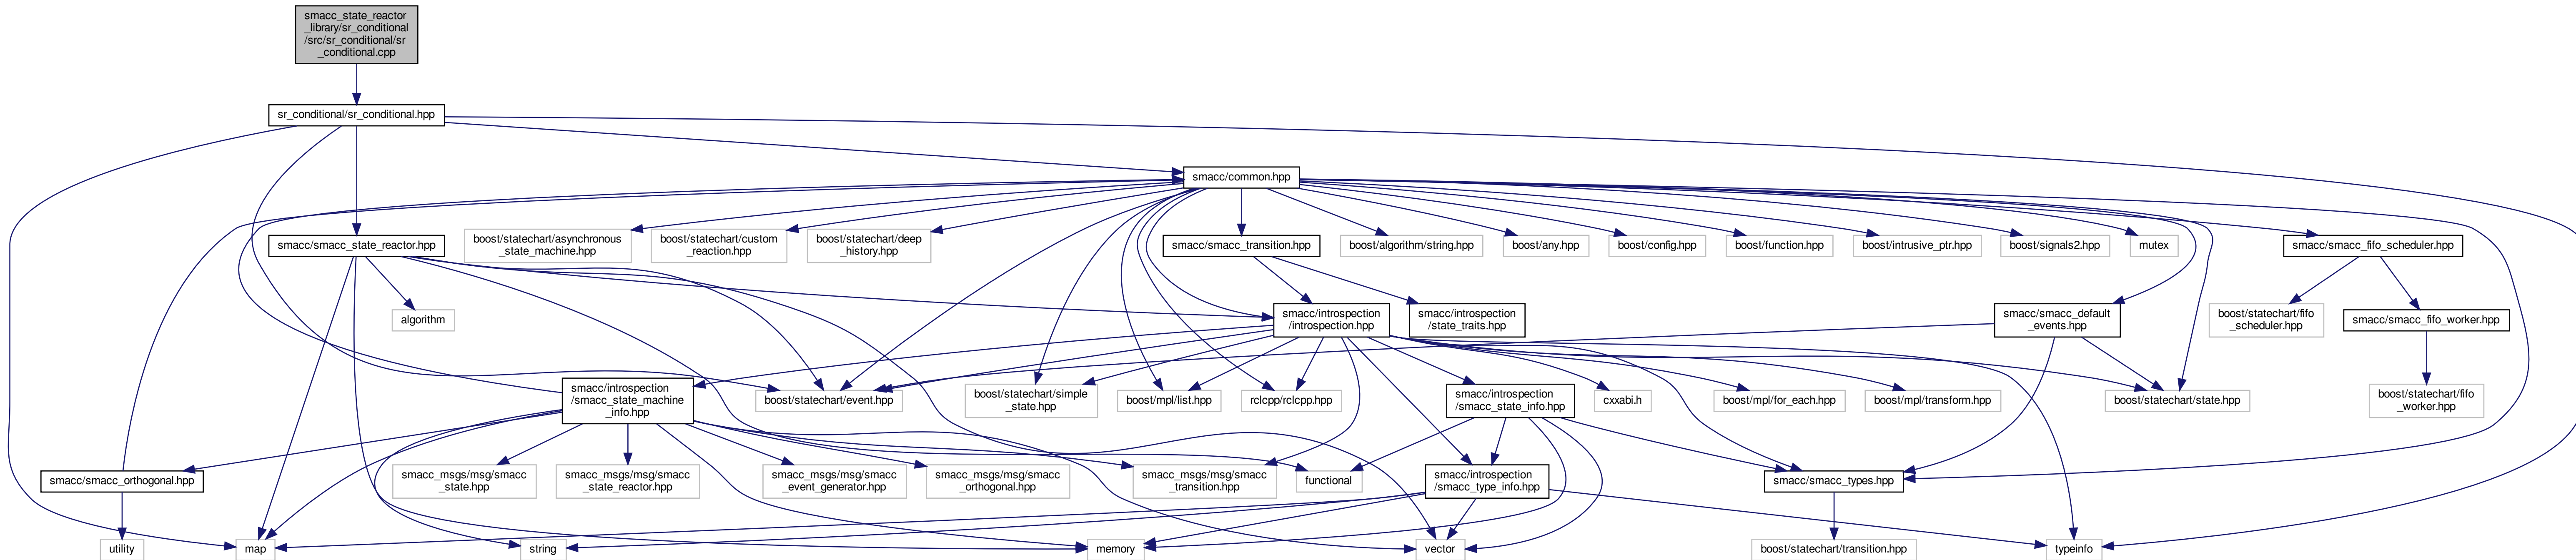 smacc_state_reactor
_library/sr_conditional
/src/sr_conditional/sr
_conditional.cpp
sr_conditional/sr_conditional.hpp
smacc/common.hpp
smacc/smacc_state_reactor.hpp
boost/statechart/asynchronous
_state_machine.hpp
boost/statechart/custom
_reaction.hpp
boost/statechart/deep
_history.hpp
smacc/smacc_transition.hpp
boost/algorithm/string.hpp
boost/any.hpp
boost/config.hpp
boost/function.hpp
boost/intrusive_ptr.hpp
boost/signals2.hpp
mutex
smacc/smacc_fifo_scheduler.hpp
algorithm
smacc/introspection
/introspection.hpp
smacc/introspection
/state_traits.hpp
smacc/smacc_default
_events.hpp
boost/statechart/fifo
_scheduler.hpp
smacc/smacc_fifo_worker.hpp
smacc/introspection
/smacc_state_machine
_info.hpp
boost/statechart/event.hpp
boost/statechart/simple
_state.hpp
boost/mpl/list.hpp
rclcpp/rclcpp.hpp
smacc/introspection
/smacc_state_info.hpp
cxxabi.h
boost/mpl/for_each.hpp
boost/mpl/transform.hpp
boost/statechart/state.hpp
boost/statechart/fifo
_worker.hpp
smacc/smacc_orthogonal.hpp
smacc_msgs/msg/smacc
_state.hpp
smacc_msgs/msg/smacc
_state_reactor.hpp
smacc_msgs/msg/smacc
_event_generator.hpp
smacc_msgs/msg/smacc
_orthogonal.hpp
smacc_msgs/msg/smacc
_transition.hpp
functional
smacc/introspection
/smacc_type_info.hpp
smacc/smacc_types.hpp
utility
map
string
memory
vector
boost/statechart/transition.hpp
typeinfo